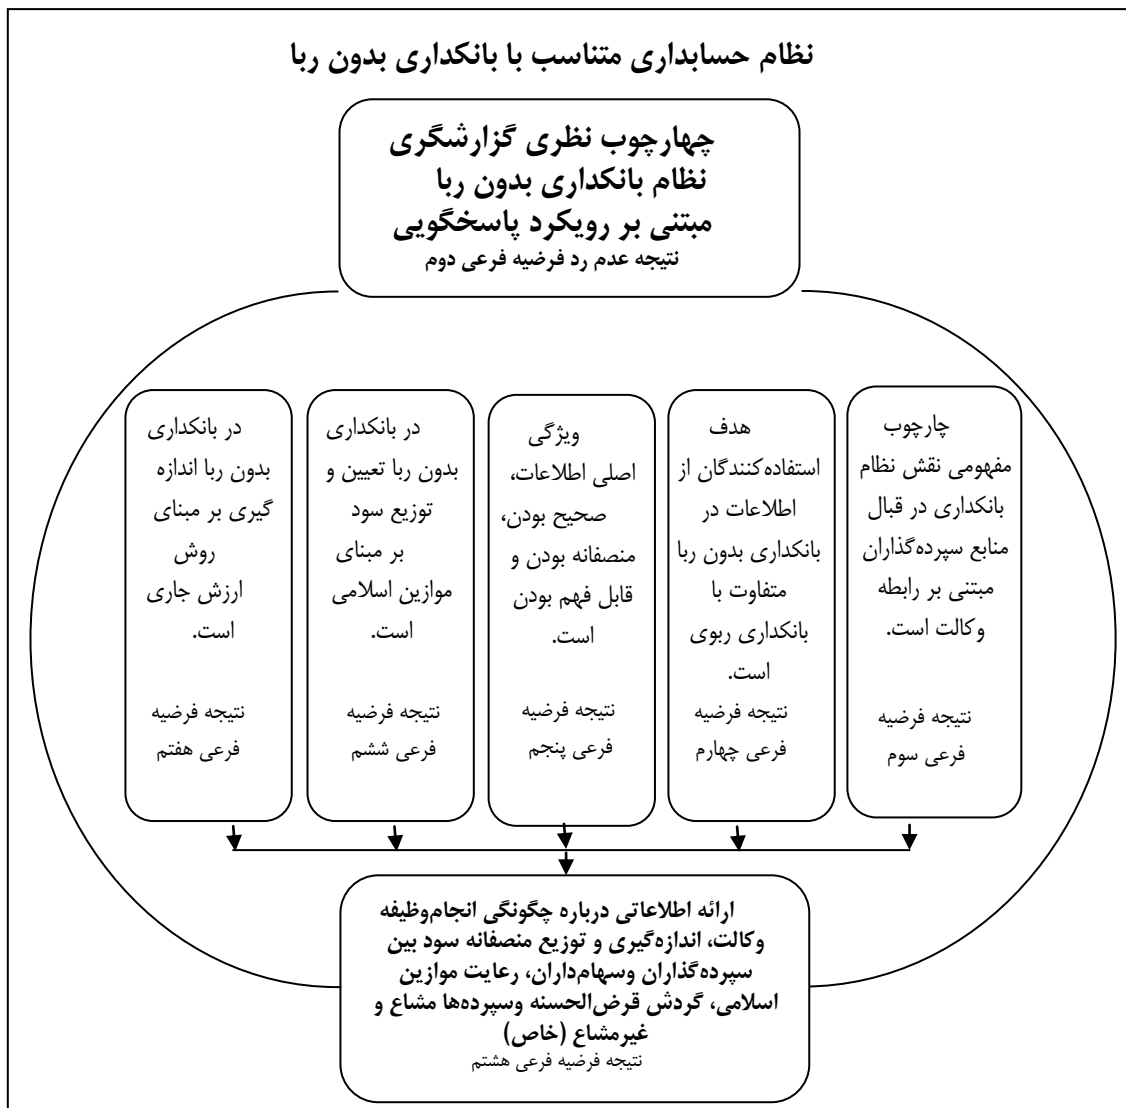 نظام حسابداری متناسب با بانکداری بدون ربا
چهارچوب نظری گزارشگری
نظام بانکداری بدون ربا
مبتنی بر رویکرد پاسخگویی
نتیجه عدم رد فرضیه فرعی دوم
چارچوب
مفهومی نقش نظام
بانکداری در قبال
منابع سپرده‌گذاران
مبتنی بر رابطه
وکالت است.
نتیجه فرضیه
فرعی سوم
هدف
استفاده‌کنندگان از
اطلاعات در
بانکداری بدون ربا
متفاوت با
بانکداری ربوی
است.
نتیجه فرضیه
فرعی چهارم
ویژگی
اصلی اطلاعات،
صحیح بودن،
منصفانه بودن و
قابل فهم بودن
است.
نتیجه فرضیه
فرعی پنجم
در بانکداری
بدون ربا تعیین و
توزیع سود
بر مبنای
موازین اسلامی
است.
نتیجه فرضیه
فرعی ششم
در بانکداری
بدون ربا اندازه
گیری بر مبنای
روش
ارزش جاری
است.
نتیجه فرضیه
فرعی هفتم
ارائه اطلاعاتی درباره چگونگی انجام‌وظیفه
وکالت، اندازه‌گیری و توزیع منصفانه سود بین
سپرده‌گذاران وسهام‌داران، رعایت موازین
اسلامی، گردش قرض‌الحسنه وسپرده‌ها مشاع و
غیرمشاع (خاص)
نتیجه فرضیه فرعی هشتم